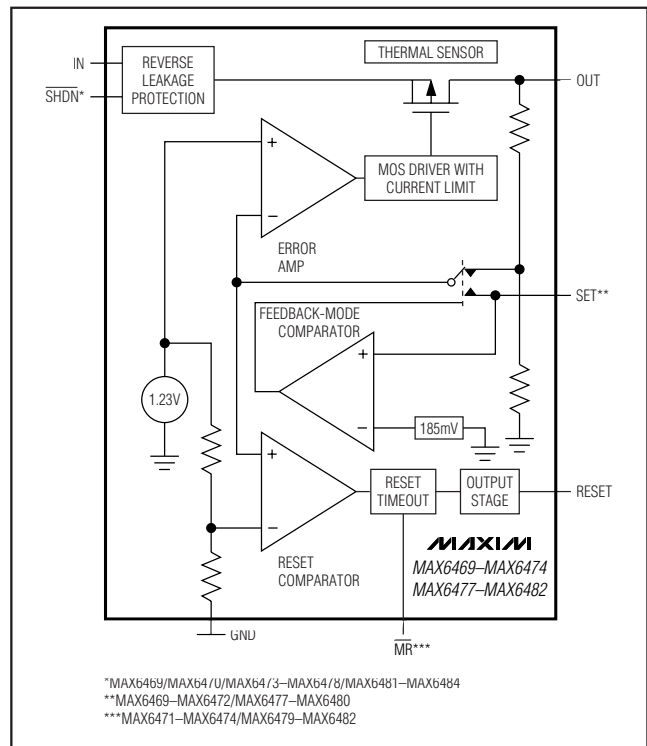 IN
SHDN*
REVERSE
LEAKAGE
PROTECTION
THERMAL SENSOR
OUT
+
−
ERROR
AMP
MOS DRIVER WITH
CURRENT LIMIT
SET**
FEEDBACK-MODE
COMPARATOR
+
−
185mV
1.23V
+
−
RESET
COMPARATOR
RESET
TIMEOUT
OUTPUT
STAGE
RESET
MAXIM
MAX6469–MAX6474
MAX6477–MAX6482
GND
MR***
*MAX6469/MAX6470/MAX6473–MAX6478/MAX6481–MAX6484
**MAX6469–MAX6472/MAX6477–MAX6480
***MAX6471–MAX6474/MAX6479–MAX6482